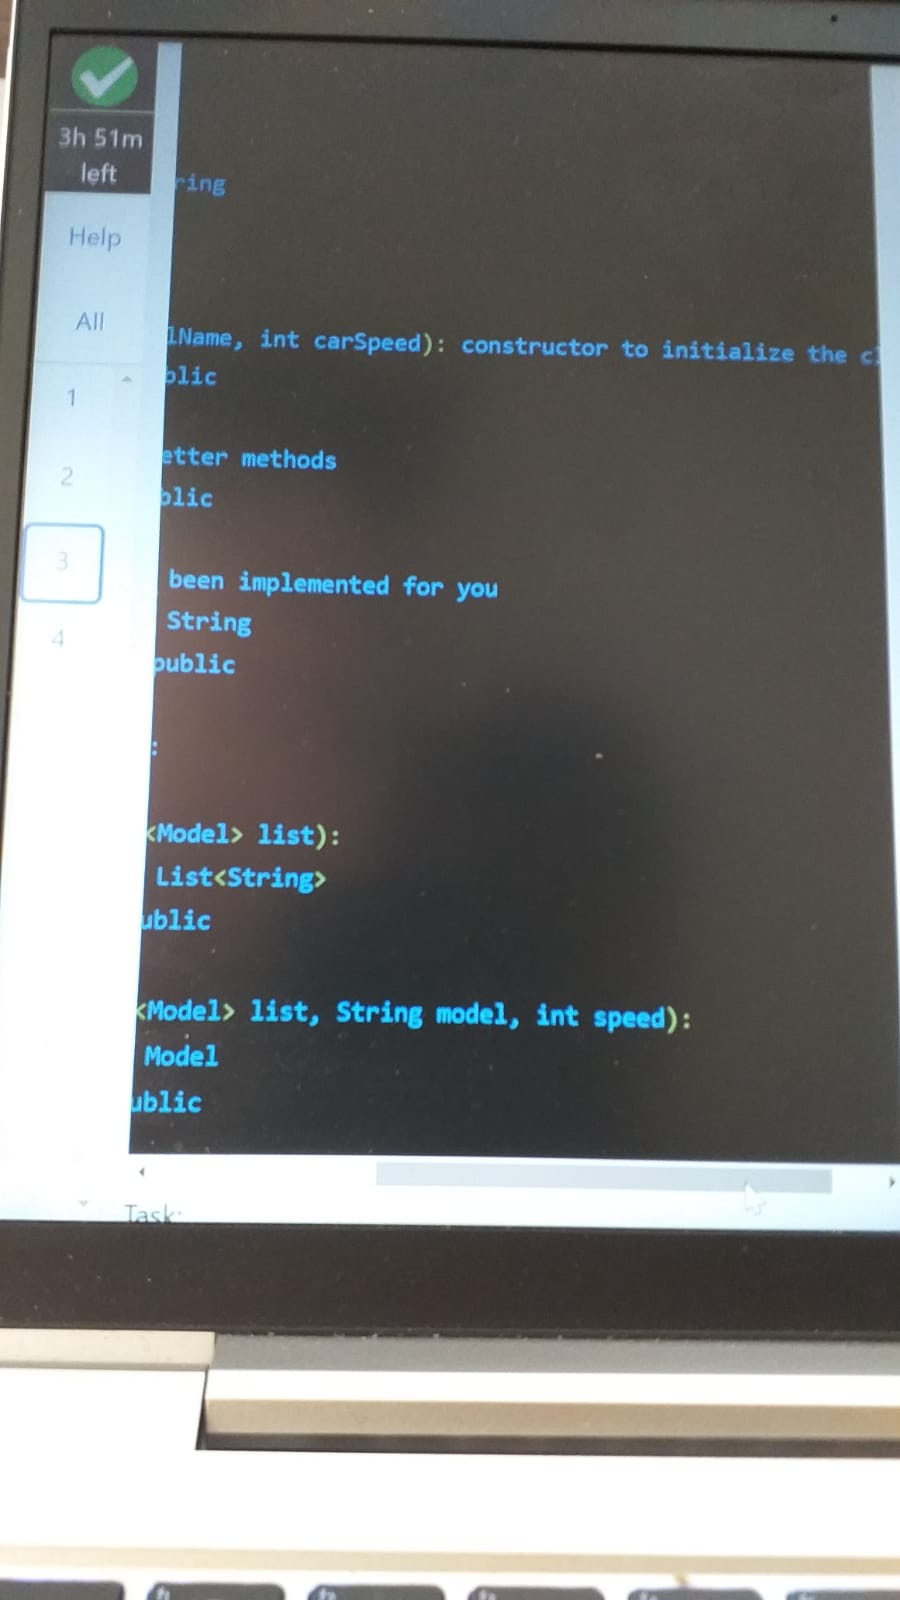 3h 51m
left
Help
All
1
2
3
4
ring
lName, int carSpeed): constructor to initialize the cl
blic
etter methods
blic
been implemented for you
String
public
:
<Model> list):
List<String>
ublic
<Model> list, String model, int speed):
Model
ublic
Task: